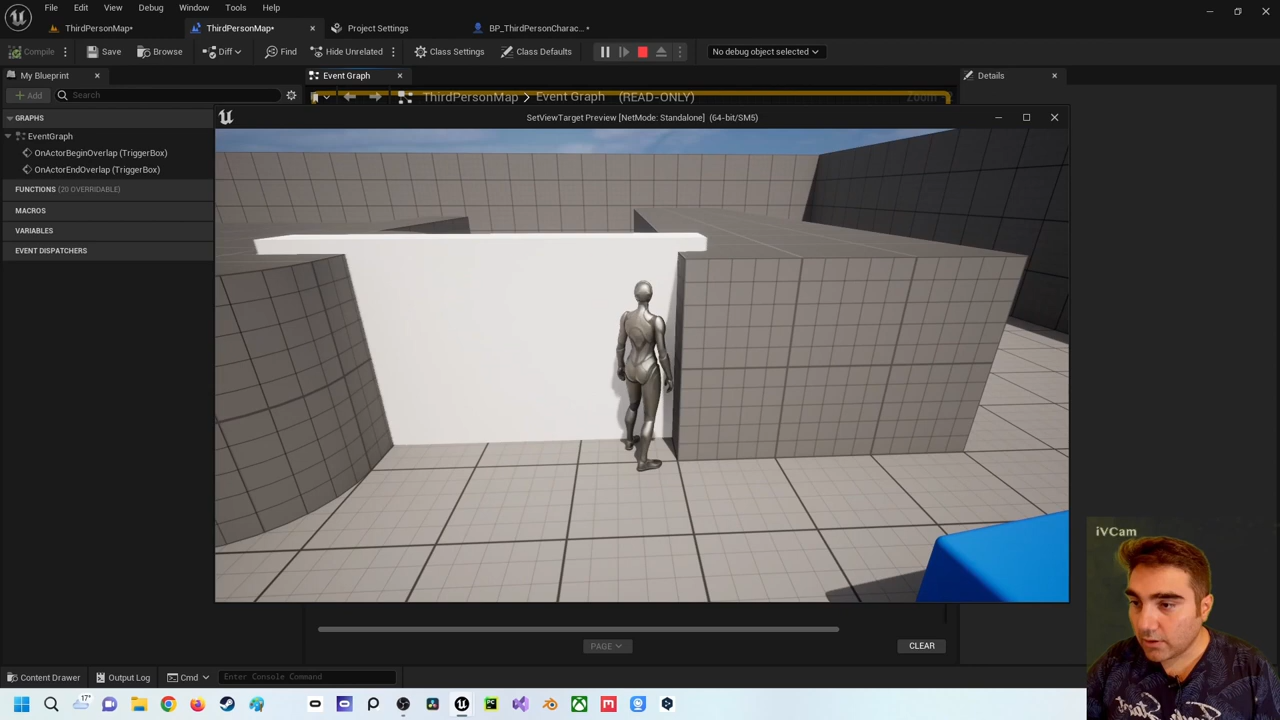 File Edit Debug Window Tools Help
ThirdPersonMap* ThirdPersonMap* Project Settings BP_ThirdPersonCharac...*
Compile Save Browse Diff Find Hide Unrelated Class Settings Class Defaults No debug object selected
My Blueprint Event Graph Details
Add Search ThirdPersonMap > Event Graph (READ-ONLY) Zoom
SetViewTarget Preview [NetMode: Standalone] (64-bit/SM5)
GRAPHS
EventGraph
OnActorBeginOverlap (TriggerBox)
OnActorEndOverlap (TriggerBox)
FUNCTIONS (20 OVERRIDABLE)
MACROS
VARIABLES
EVENT DISPATCHERS
iVCam
PAGE CLEAR
Content Drawer Output Log Cmd Enter Console Command
17°